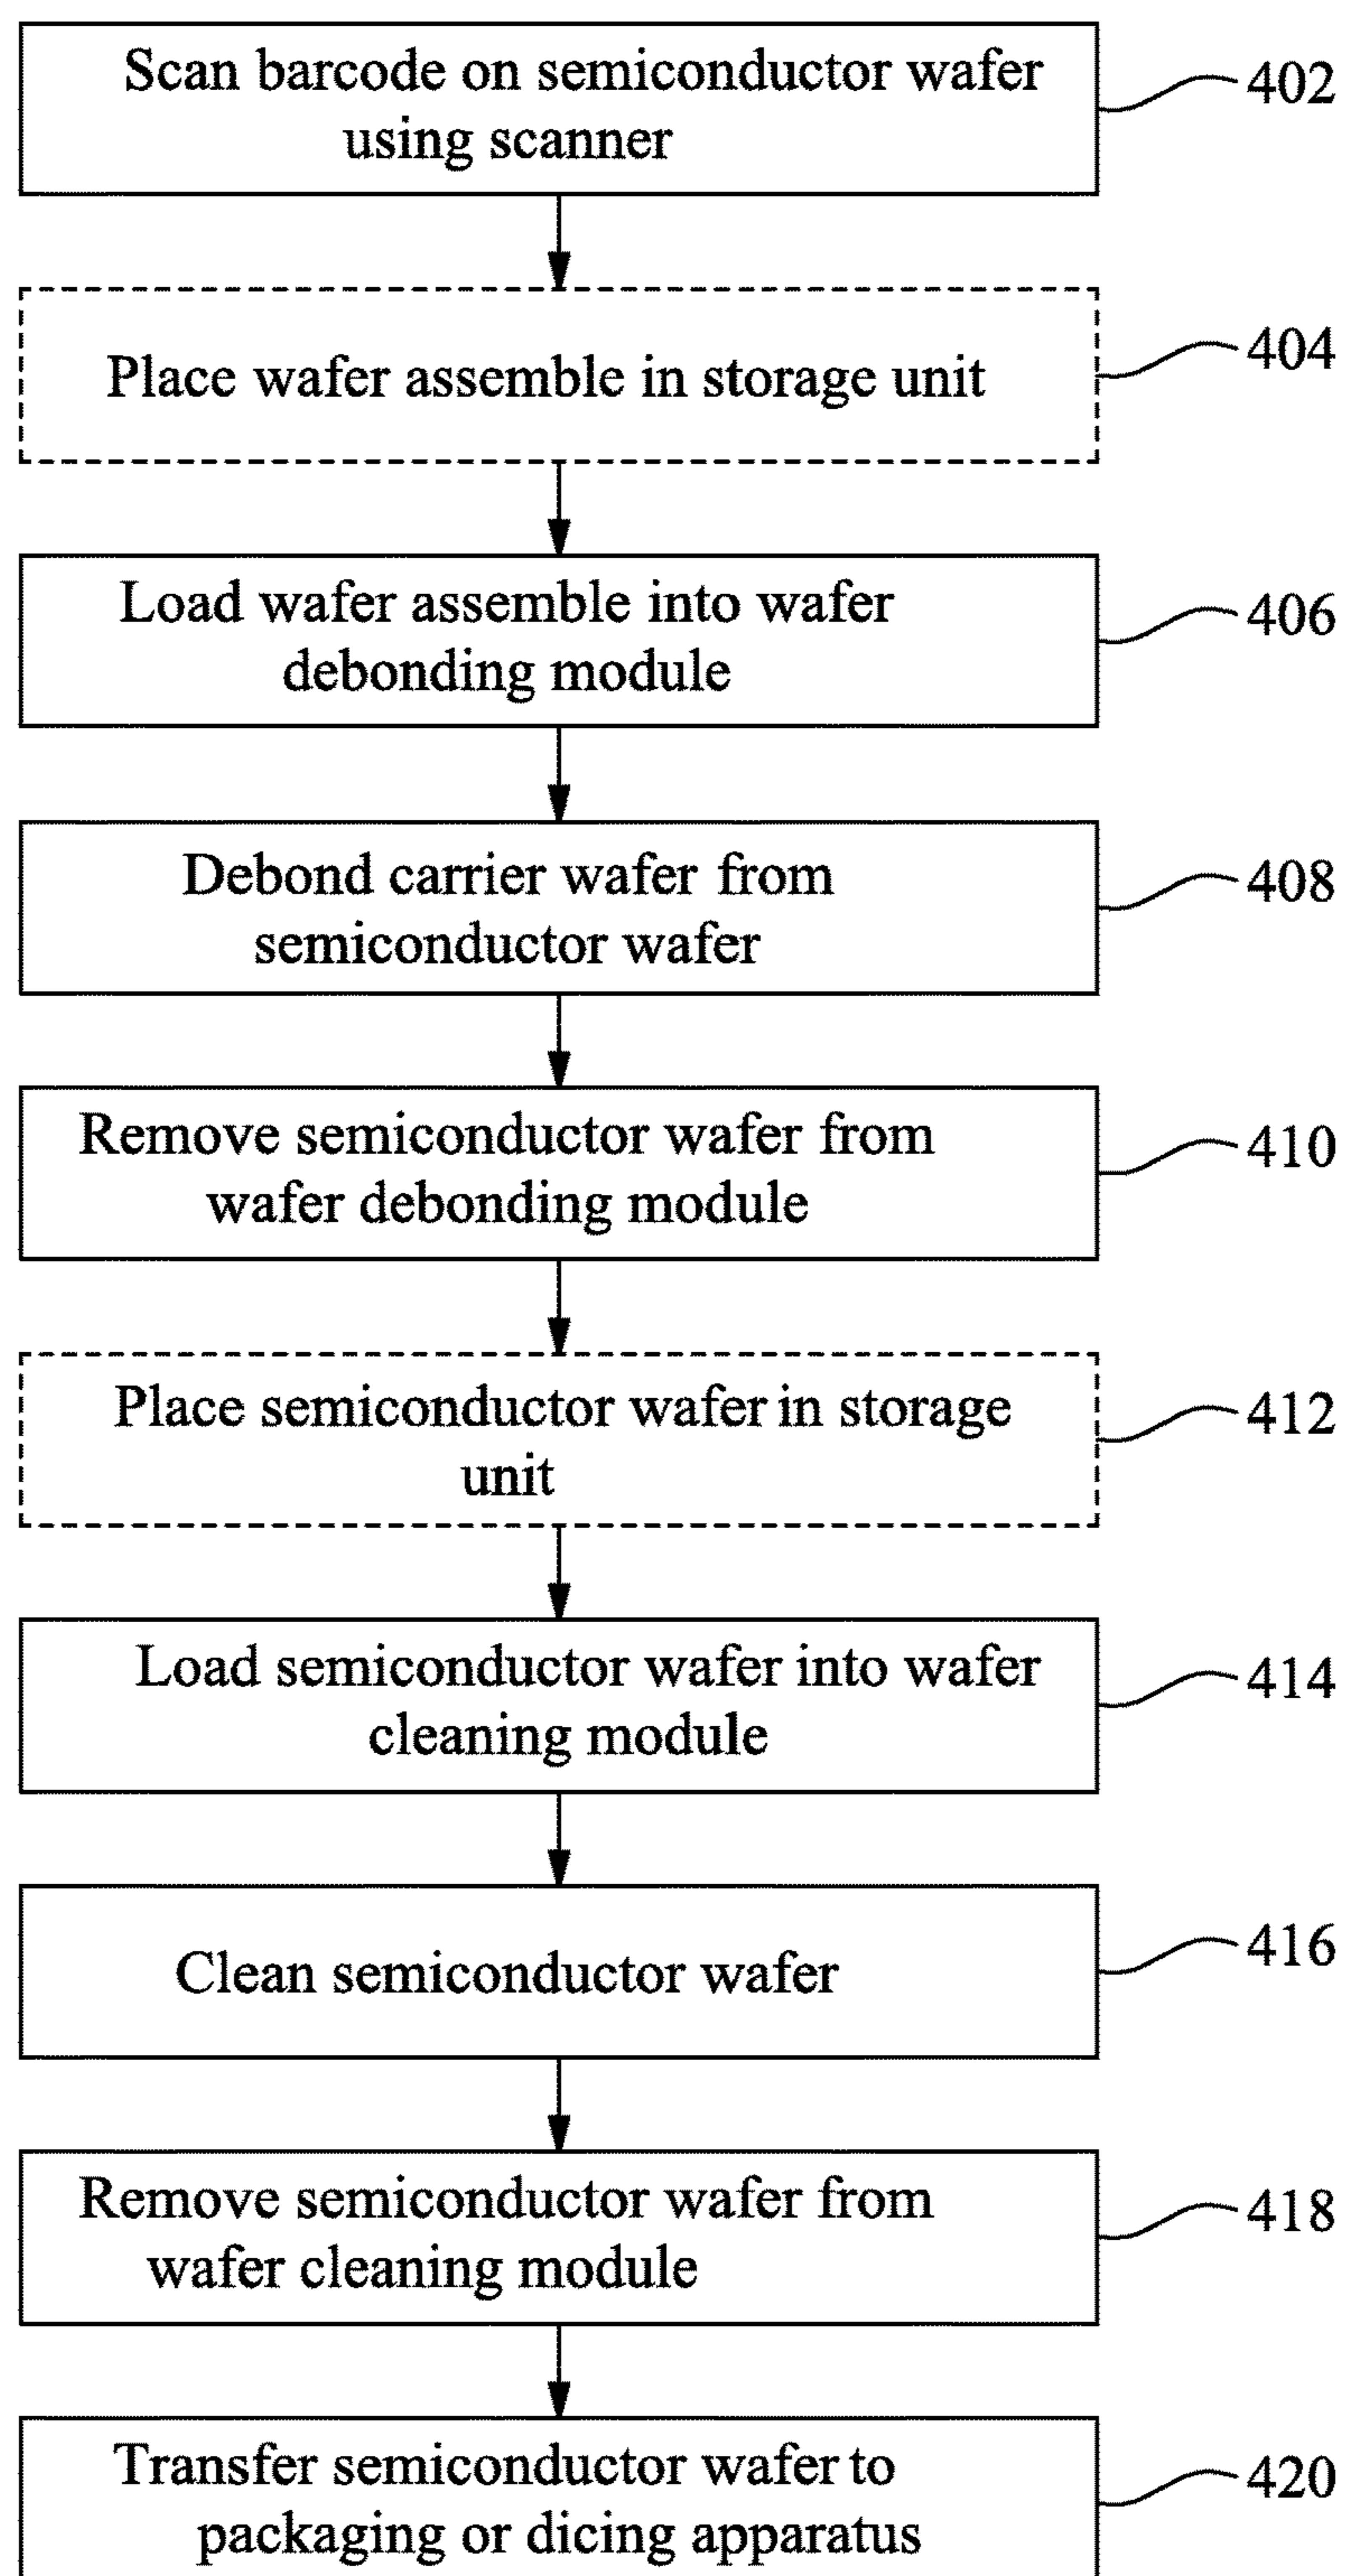 Scan barcode on semiconductor wafer
using scanner
402
Place wafer assemble in storage unit
404
Load wafer assemble into wafer
debonding module
406
Debond carrier wafer from
semiconductor wafer
408
Remove semiconductor wafer from
wafer debonding module
410
Place semiconductor wafer in storage
unit
412
Load semiconductor wafer into wafer
cleaning module
414
Clean semiconductor wafer
416
Remove semiconductor wafer from
wafer cleaning module
418
Transfer semiconductor wafer to
packaging or dicing apparatus
420